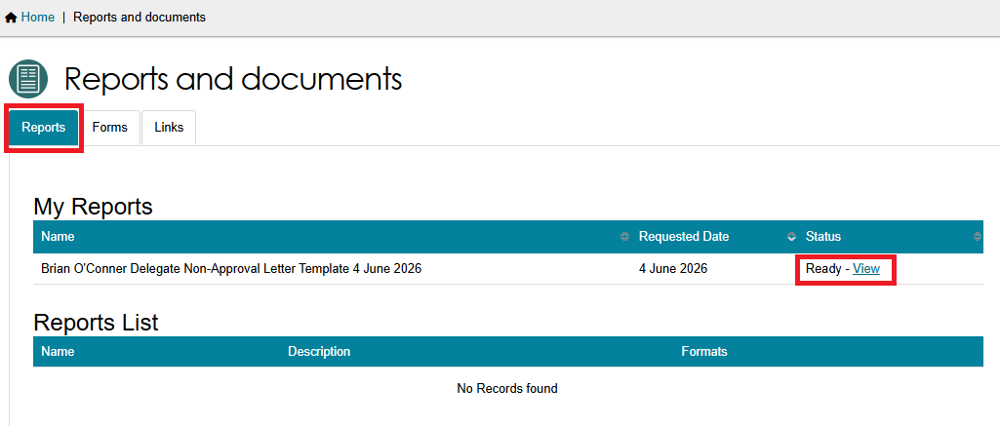 Home | Reports and documents
Reports and documents
Reports Forms Links
My Reports
Name Requested Date Status
Brian O'Conner Delegate Non-Approval Letter Template 4 June 2026 4 June 2026 Ready - View
Reports List
Name Description Formats
No Records found